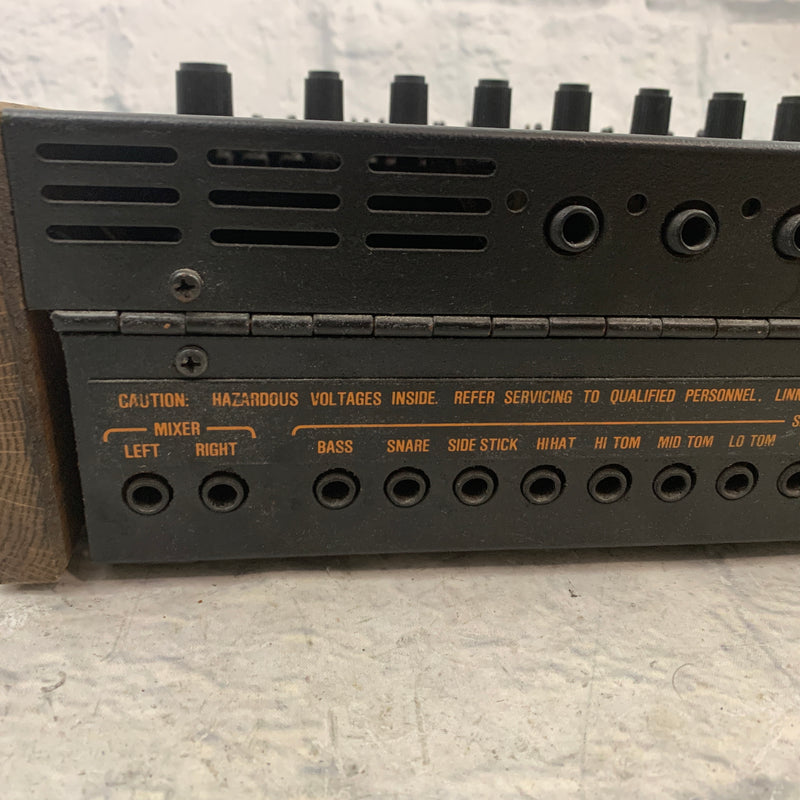 CAUTION: HAZARDOUS VOLTAGES INSIDE. REFER SERVICING TO QUALIFIED PERSONNEL. LINN
MIXER
LEFT RIGHT BASS SNARE SIDE STICK HIHAT HI TOM MID TOM LO TOM